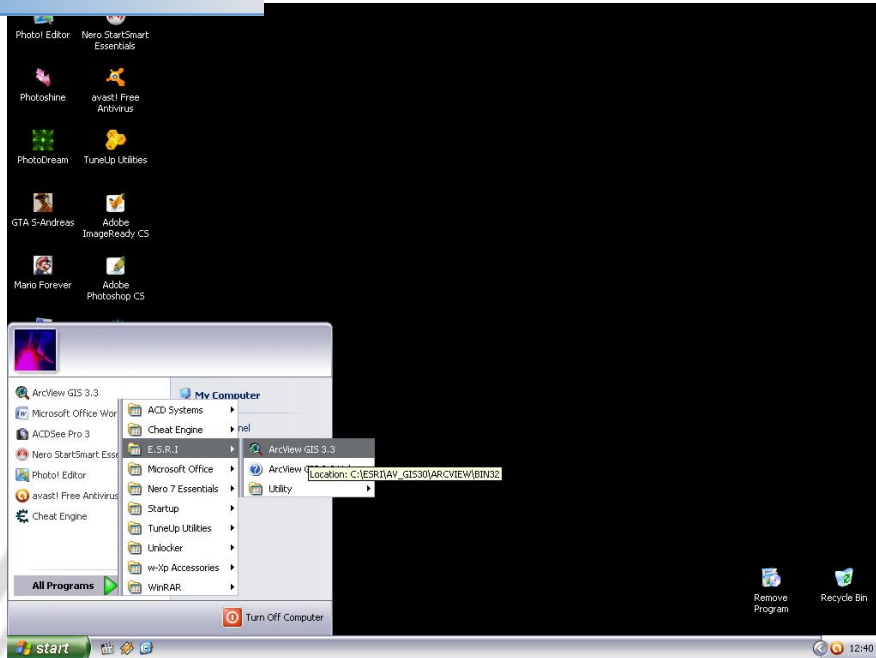 Photo! Editor
Nero StartSmart
Essentials
Photoshine
avast! Free
Antivirus
PhotoDream
TuneUp Utilities
GTA S-Andreas
Adobe
ImageReady CS
Mario Forever
Adobe
Photoshop CS
ArcView GIS 3.3
Microsoft Office Wor
ACDSee Pro 3
Nero StartSmart Esse
Photo! Editor
avast! Free Antivirus
Cheat Engine
All Programs
My Computer
nel
ACD Systems
Cheat Engine
E.S.R.I
Microsoft Office
Nero 7 Essentials
Startup
TuneUp Utilities
Unlocker
w-Xp Accessories
WinRAR
ArcView GIS 3.3
ArcView
Location: C:\ESRI\AV_GIS30\ARCVIEW\BIN32
Utility
Turn Off Computer
Remove
Program
Recycle Bin
start
12:40